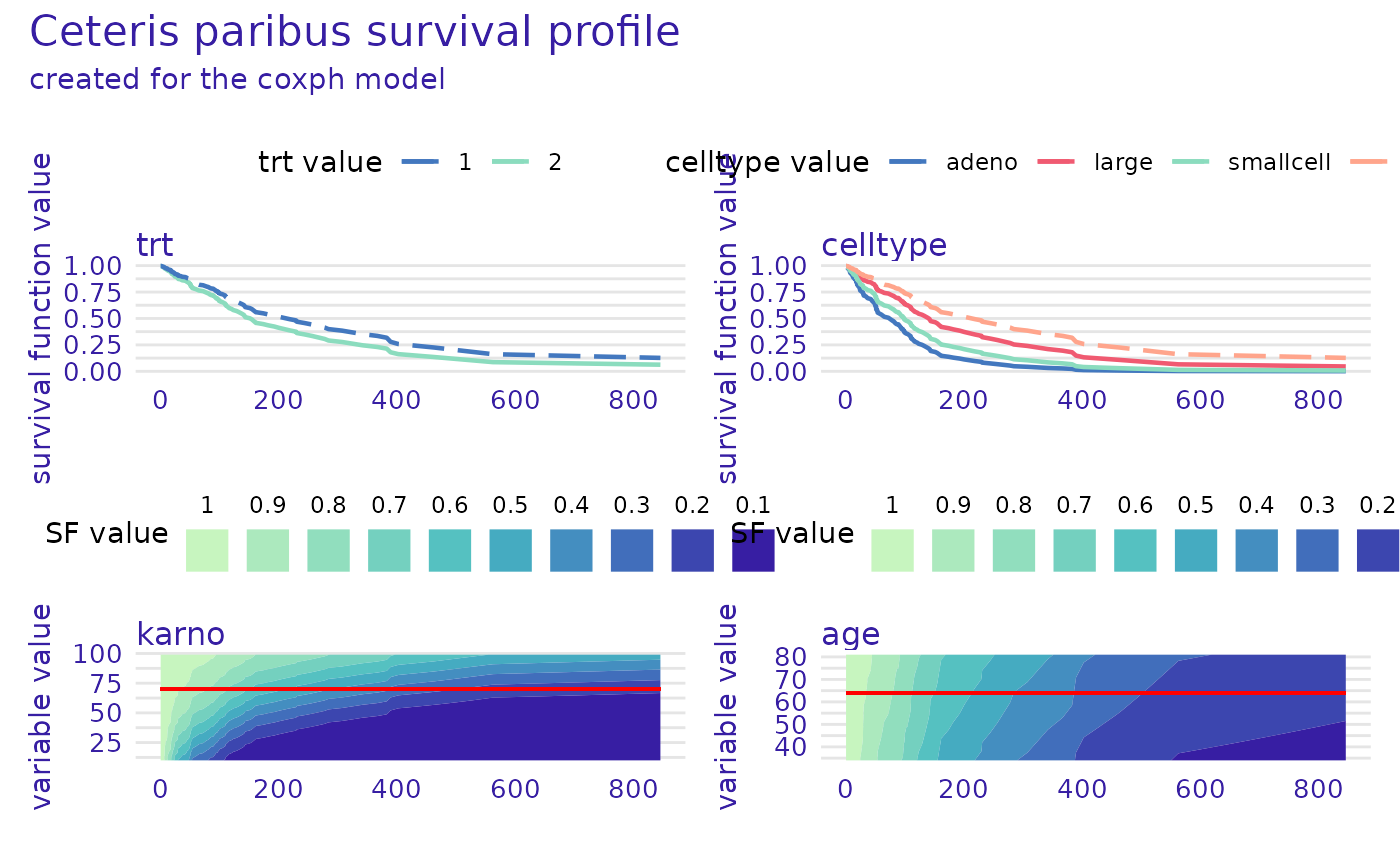 Ceteris paribus survival profile
created for the coxph model
trt value 1 2
celltype value adeno large smallcell
survival function value
trt
1.00
0.75
0.50
0.25
0.00
0 200 400 600 800
survival function value
celltype
1.00
0.75
0.50
0.25
0.00
0 200 400 600 800
SF value 1 0.9 0.8 0.7 0.6 0.5 0.4 0.3 0.2 0.1
SF value 1 0.9 0.8 0.7 0.6 0.5 0.4 0.3 0.2
variable value
karno
100
75
50
25
0 200 400 600 800
variable value
age
80
70
60
50
40
0 200 400 600 800